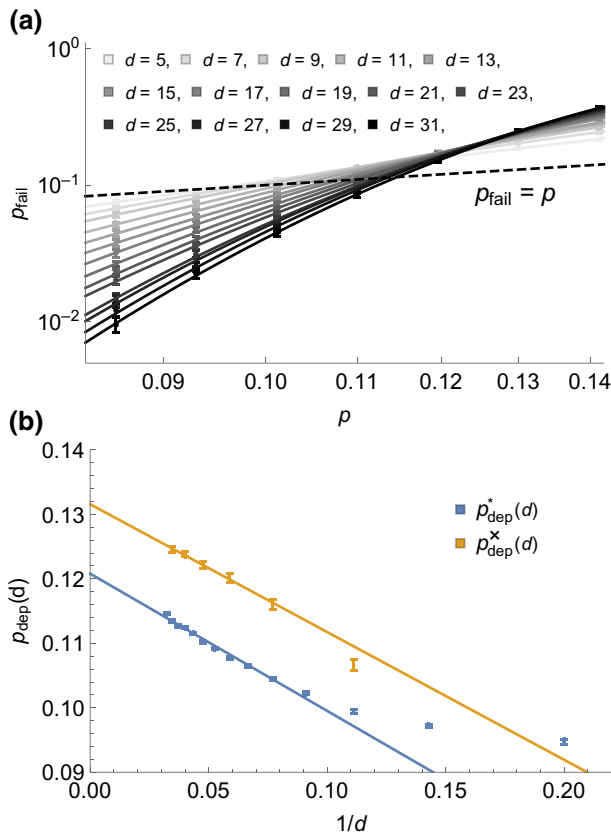 (a)
10⁰
d = 5, d = 7, d = 9, d = 11, d = 13,
d = 15, d = 17, d = 19, d = 21, d = 23,
d = 25, d = 27, d = 29, d = 31,
10⁻¹
p_fail = p
p_fail
10⁻²
0.09 0.10 0.11 0.12 0.13 0.14
p
(b)
0.14
0.13
p*_dep(d)
p×_dep(d)
0.12
p_dep(d)
0.11
0.10
0.09
0.00 0.05 0.10 0.15 0.20
1/d